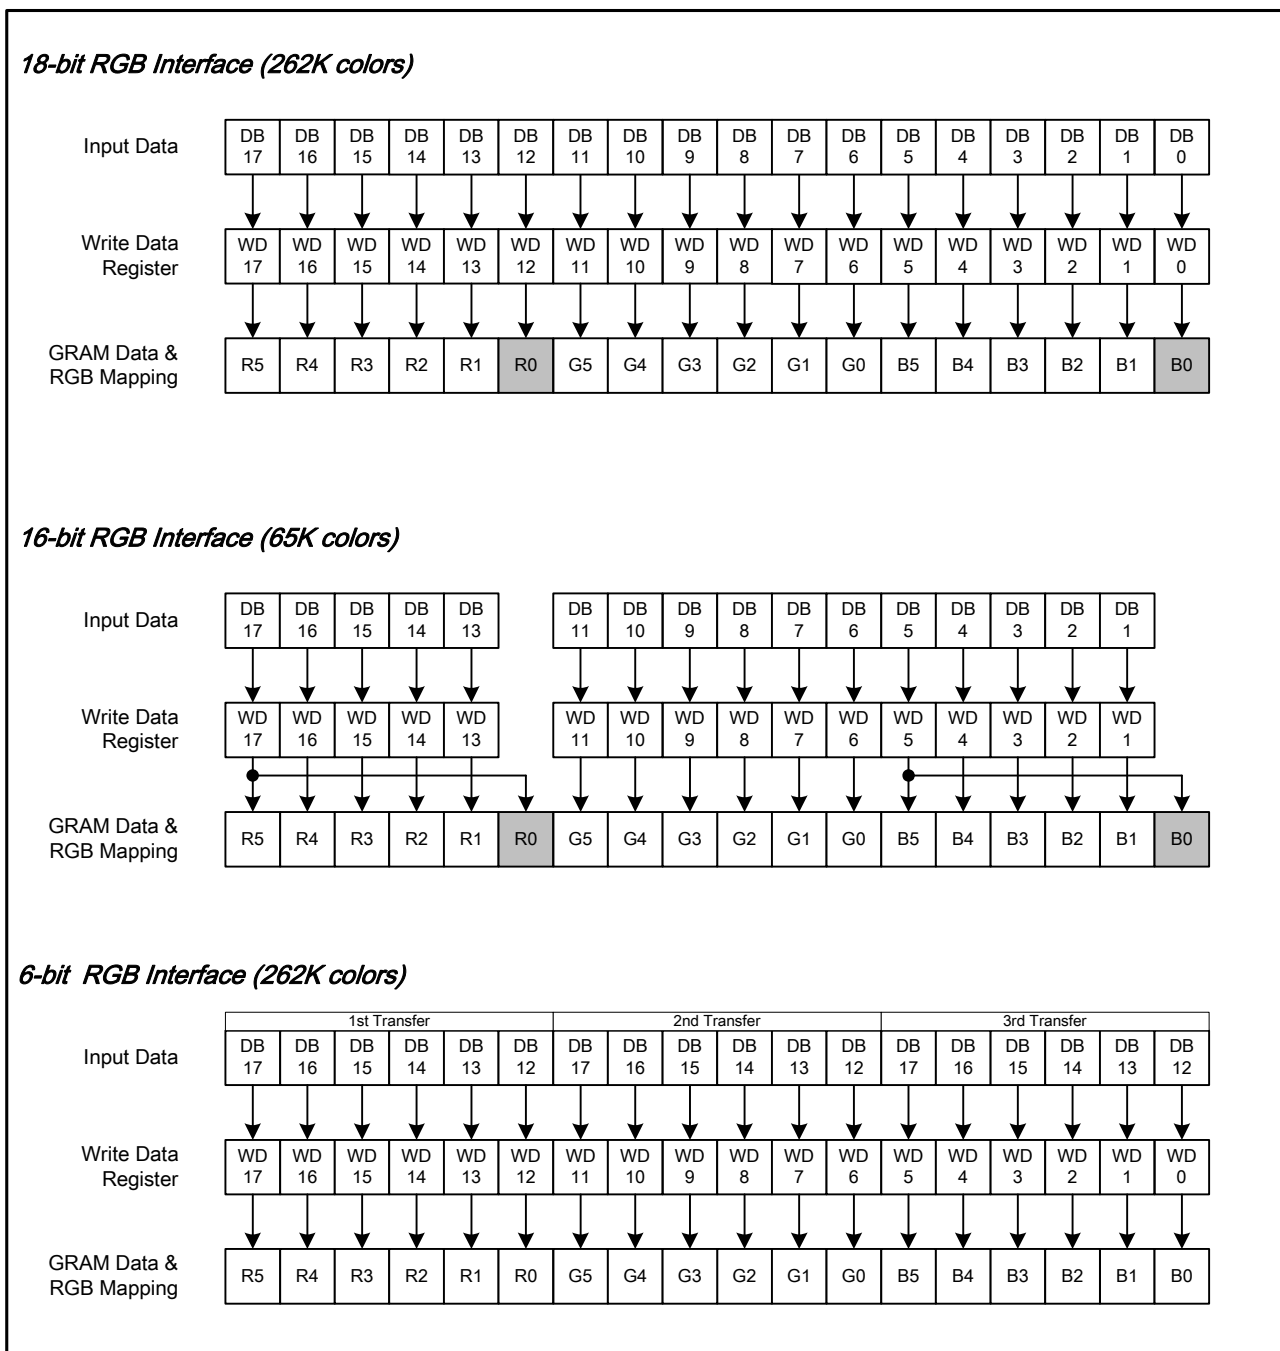 18-bit RGB Interface (262K colors)
Input Data DB 17 DB 16 DB 15 DB 14 DB 13 DB 12 DB 11 DB 10 DB 9 DB 8 DB 7 DB 6 DB 5 DB 4 DB 3 DB 2 DB 1 DB 0
Write Data Register WD 17 WD 16 WD 15 WD 14 WD 13 WD 12 WD 11 WD 10 WD 9 WD 8 WD 7 WD 6 WD 5 WD 4 WD 3 WD 2 WD 1 WD 0
GRAM Data & RGB Mapping R5 R4 R3 R2 R1 R0 G5 G4 G3 G2 G1 G0 B5 B4 B3 B2 B1 B0
16-bit RGB Interface (65K colors)
Input Data DB 17 DB 16 DB 15 DB 14 DB 13 DB 11 DB 10 DB 9 DB 8 DB 7 DB 6 DB 5 DB 4 DB 3 DB 2 DB 1
Write Data Register WD 17 WD 16 WD 15 WD 14 WD 13 WD 11 WD 10 WD 9 WD 8 WD 7 WD 6 WD 5 WD 4 WD 3 WD 2 WD 1
GRAM Data & RGB Mapping R5 R4 R3 R2 R1 R0 G5 G4 G3 G2 G1 G0 B5 B4 B3 B2 B1 B0
6-bit RGB Interface (262K colors)
1st Transfer 2nd Transfer 3rd Transfer
Input Data DB 17 DB 16 DB 15 DB 14 DB 13 DB 12 DB 17 DB 16 DB 15 DB 14 DB 13 DB 12 DB 17 DB 16 DB 15 DB 14 DB 13 DB 12
Write Data Register WD 17 WD 16 WD 15 WD 14 WD 13 WD 12 WD 11 WD 10 WD 9 WD 8 WD 7 WD 6 WD 5 WD 4 WD 3 WD 2 WD 1 WD 0
GRAM Data & RGB Mapping R5 R4 R3 R2 R1 R0 G5 G4 G3 G2 G1 G0 B5 B4 B3 B2 B1 B0